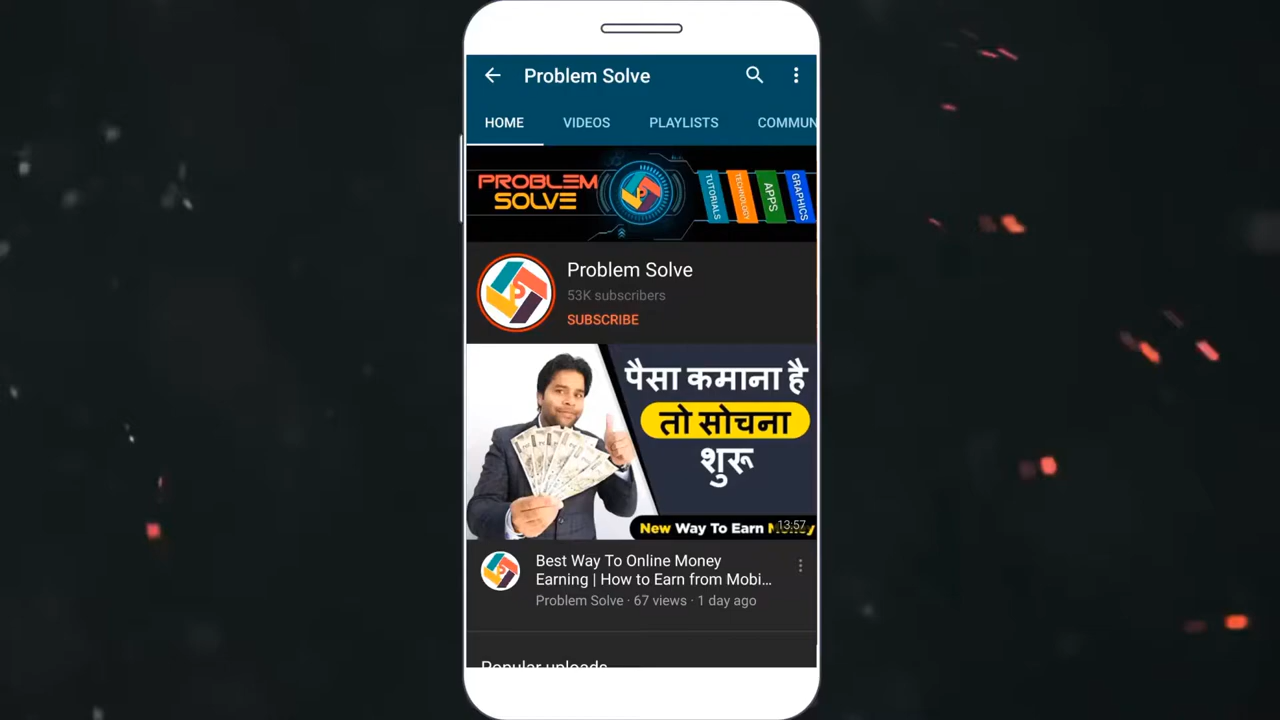 Problem Solve
HOME VIDEOS PLAYLISTS COMMUN
PROBLEM
SOLVE
TUTORIALS
TECHNOLOGY
APPS
GRAPHICS
Problem Solve
53K subscribers
SUBSCRIBE
पैसा कमाना है
तो सोचना
शुरू
New Way To Earn Money
13:57
Best Way To Online Money
Earning | How to Earn from Mobi...
Problem Solve · 67 views · 1 day ago
Popular uploads